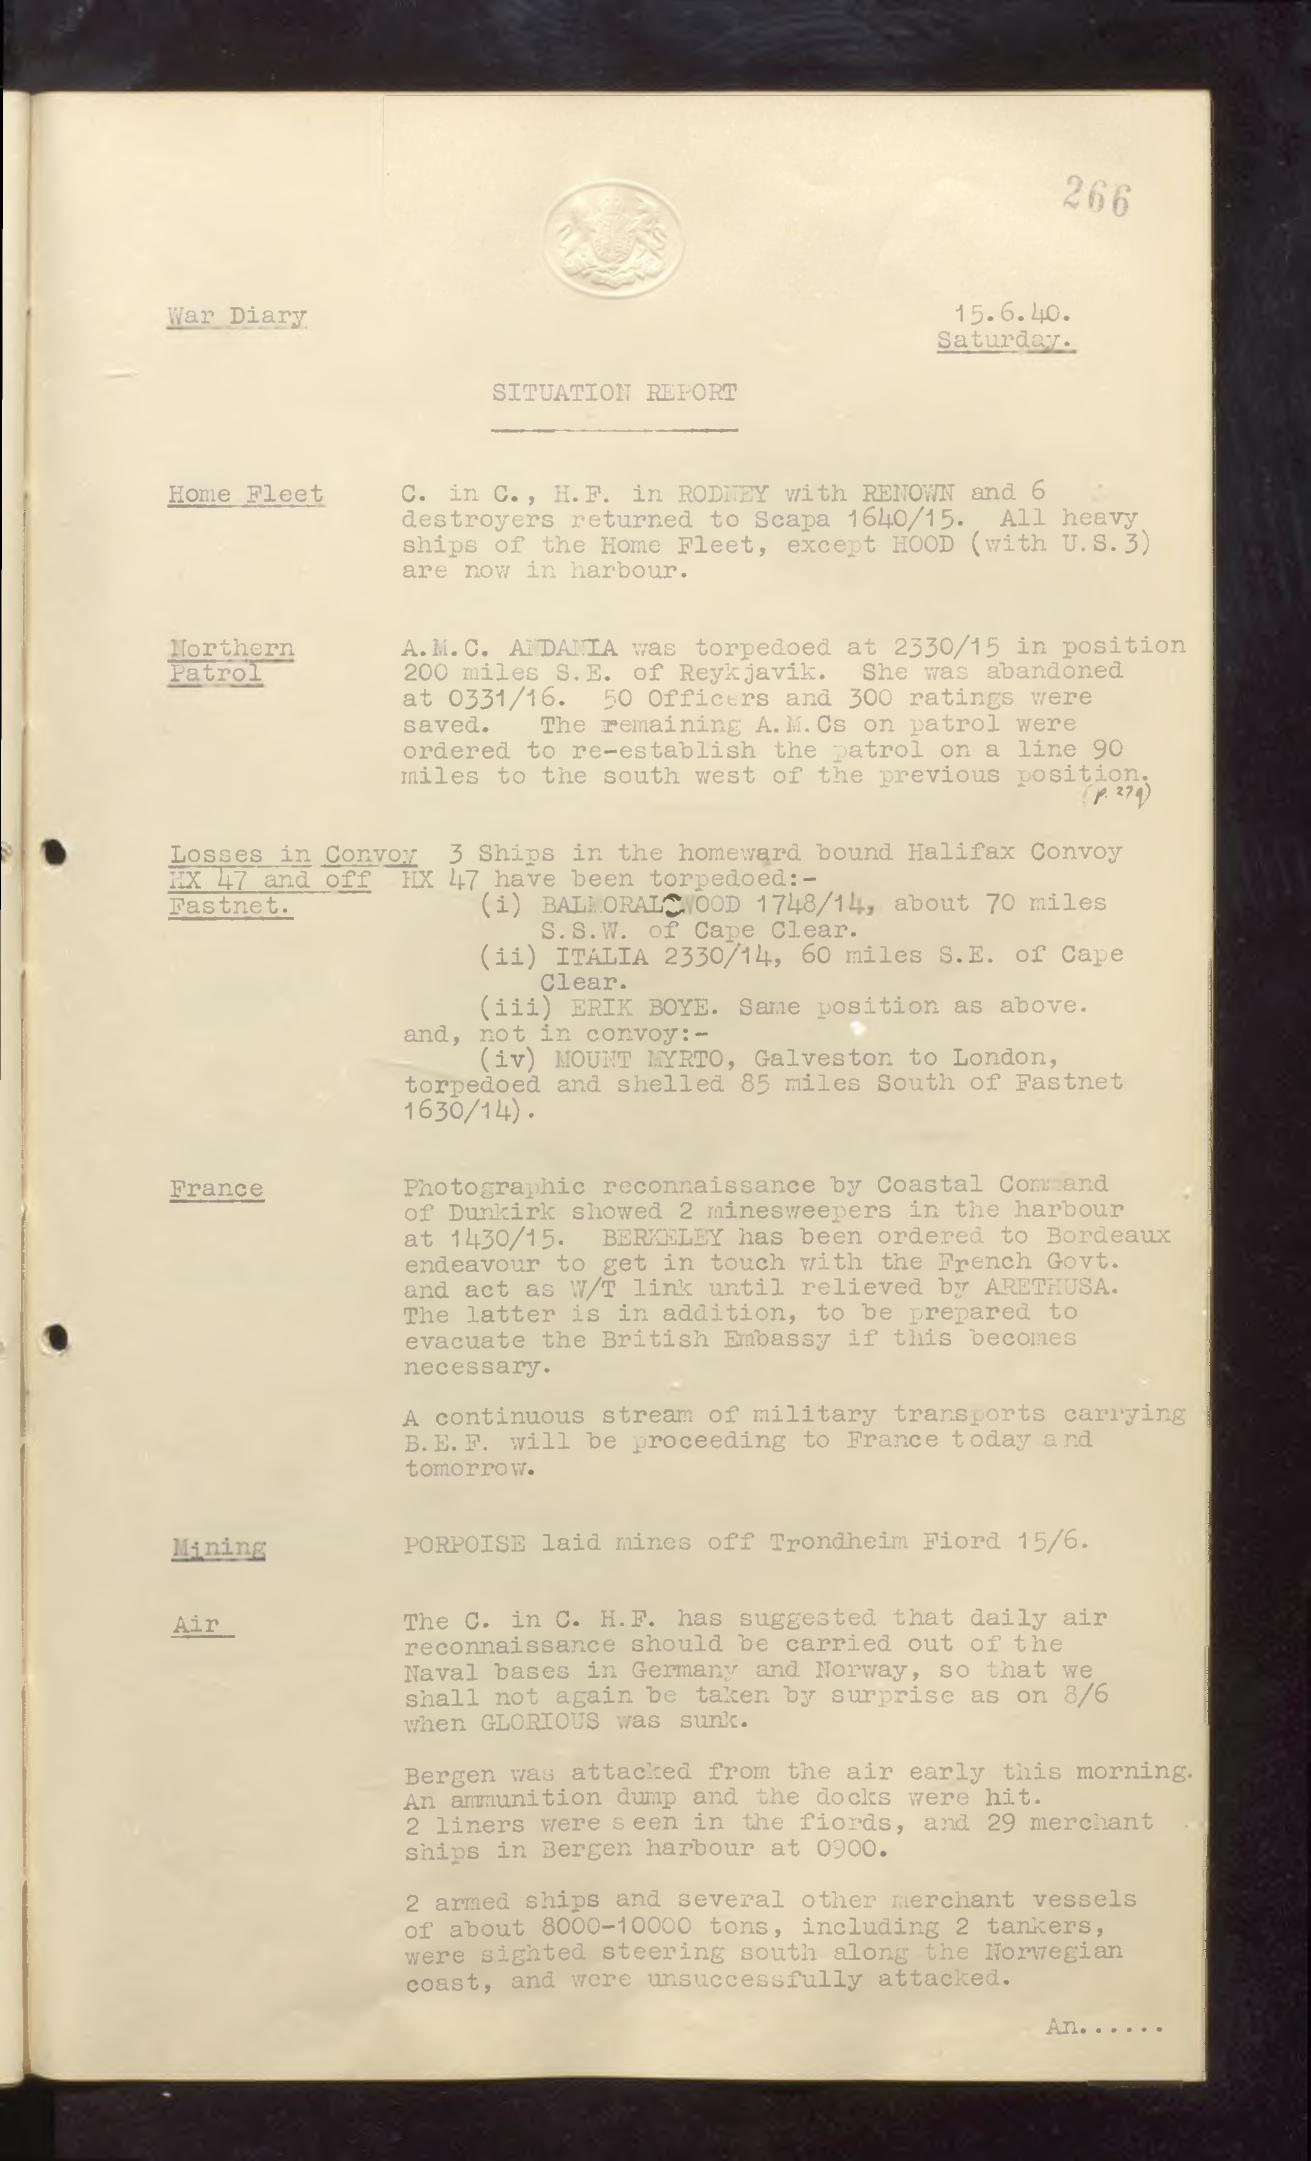 266
War Diary
15.6.40.
Saturday.
SITUATION REPORT
Home Fleet
C. in C., H.F. in RODNEY with RENOWN and 6
destroyers returned to Scapa 1640/15. All heavy
ships of the Home Fleet, except HOOD (with U.S.3)
are now in harbour.
Northern
Patrol
A.M.C. ANDANIA was torpedoed at 2330/15 in position
200 miles S.E. of Reykjavik. She was abandoned
at 0331/16. 50 Officers and 300 ratings were
saved. The remaining A.M.Cs on patrol were
ordered to re-establish the patrol on a line 90
miles to the south west of the previous position.
(p. 279)
Losses in Convoy
HX 47 and off
Fastnet.
3 Ships in the homeward bound Halifax Convoy
HX 47 have been torpedoed:-
(i) BALMORALWOOD 1748/14, about 70 miles
S.S.W. of Cape Clear.
(ii) ITALIA 2330/14, 60 miles S.E. of Cape
Clear.
(iii) ERIK BOYE. Same position as above.
and, not in convoy:-
(iv) MOUNT MYRTO, Galveston to London,
torpedoed and shelled 85 miles South of Fastnet
1630/14).
France
Photographic reconnaissance by Coastal Command
of Dunkirk showed 2 minesweepers in the harbour
at 1430/15. BERKELEY has been ordered to Bordeaux
endeavour to get in touch with the French Govt.
and act as W/T link until relieved by ARETHUSA.
The latter is in addition, to be prepared to
evacuate the British Embassy if this becomes
necessary.
A continuous stream of military transports carrying
B.E.F. will be proceeding to France today and
tomorrow.
Mining
PORPOISE laid mines off Trondheim Fiord 15/6.
Air
The C. in C. H.F. has suggested that daily air
reconnaissance should be carried out of the
Naval bases in Germany and Norway, so that we
shall not again be taken by surprise as on 8/6
when GLORIOUS was sunk.
Bergen was attacked from the air early this morning.
An ammunition dump and the docks were hit.
2 liners were seen in the fiords, and 29 merchant
ships in Bergen harbour at 0900.
2 armed ships and several other merchant vessels
of about 8000-10000 tons, including 2 tankers,
were sighted steering south along the Norwegian
coast, and were unsuccessfully attacked.
An......